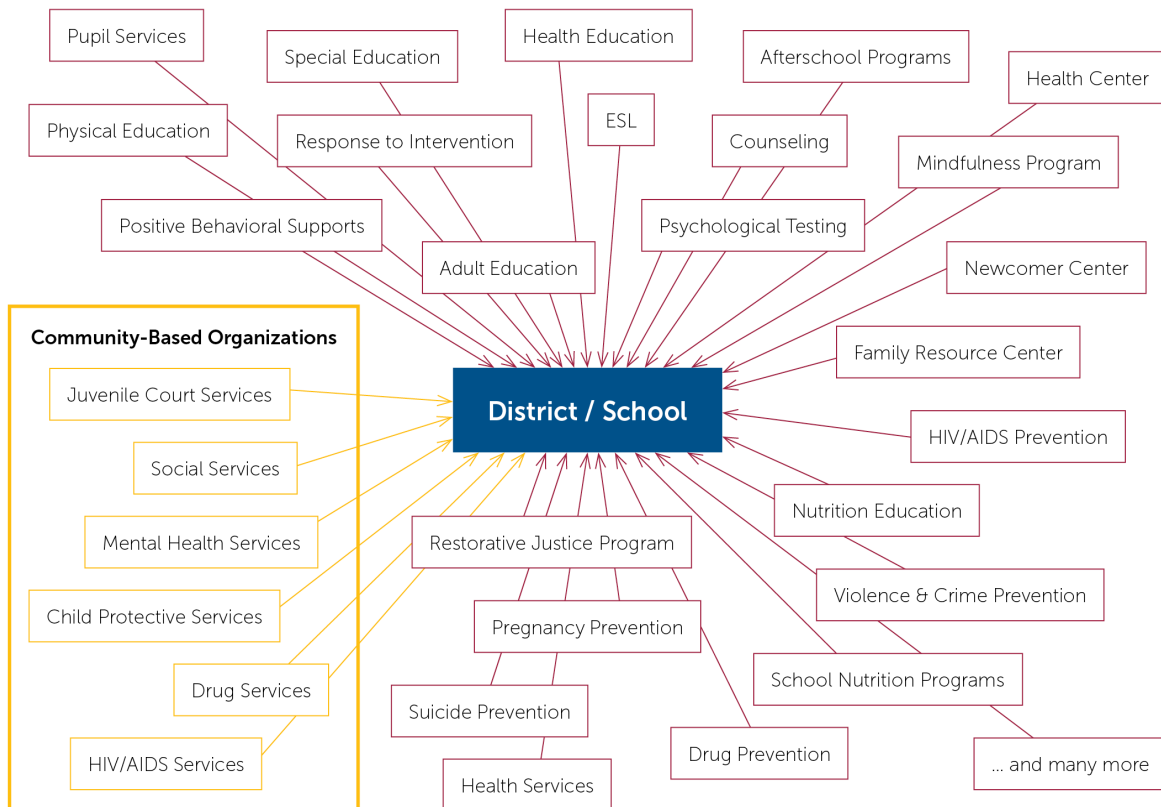 Pupil Services
Special Education
Health Education
Afterschool Programs
Health Center
Physical Education
Response to Intervention
ESL
Counseling
Mindfulness Program
Positive Behavioral Supports
Adult Education
Psychological Testing
Newcomer Center
Community-Based Organizations
Family Resource Center
Juvenile Court Services
District / School
HIV/AIDS Prevention
Social Services
Nutrition Education
Mental Health Services
Restorative Justice Program
Violence & Crime Prevention
Child Protective Services
Pregnancy Prevention
School Nutrition Programs
Drug Services
Suicide Prevention
Drug Prevention
HIV/AIDS Services
Health Services
... and many more